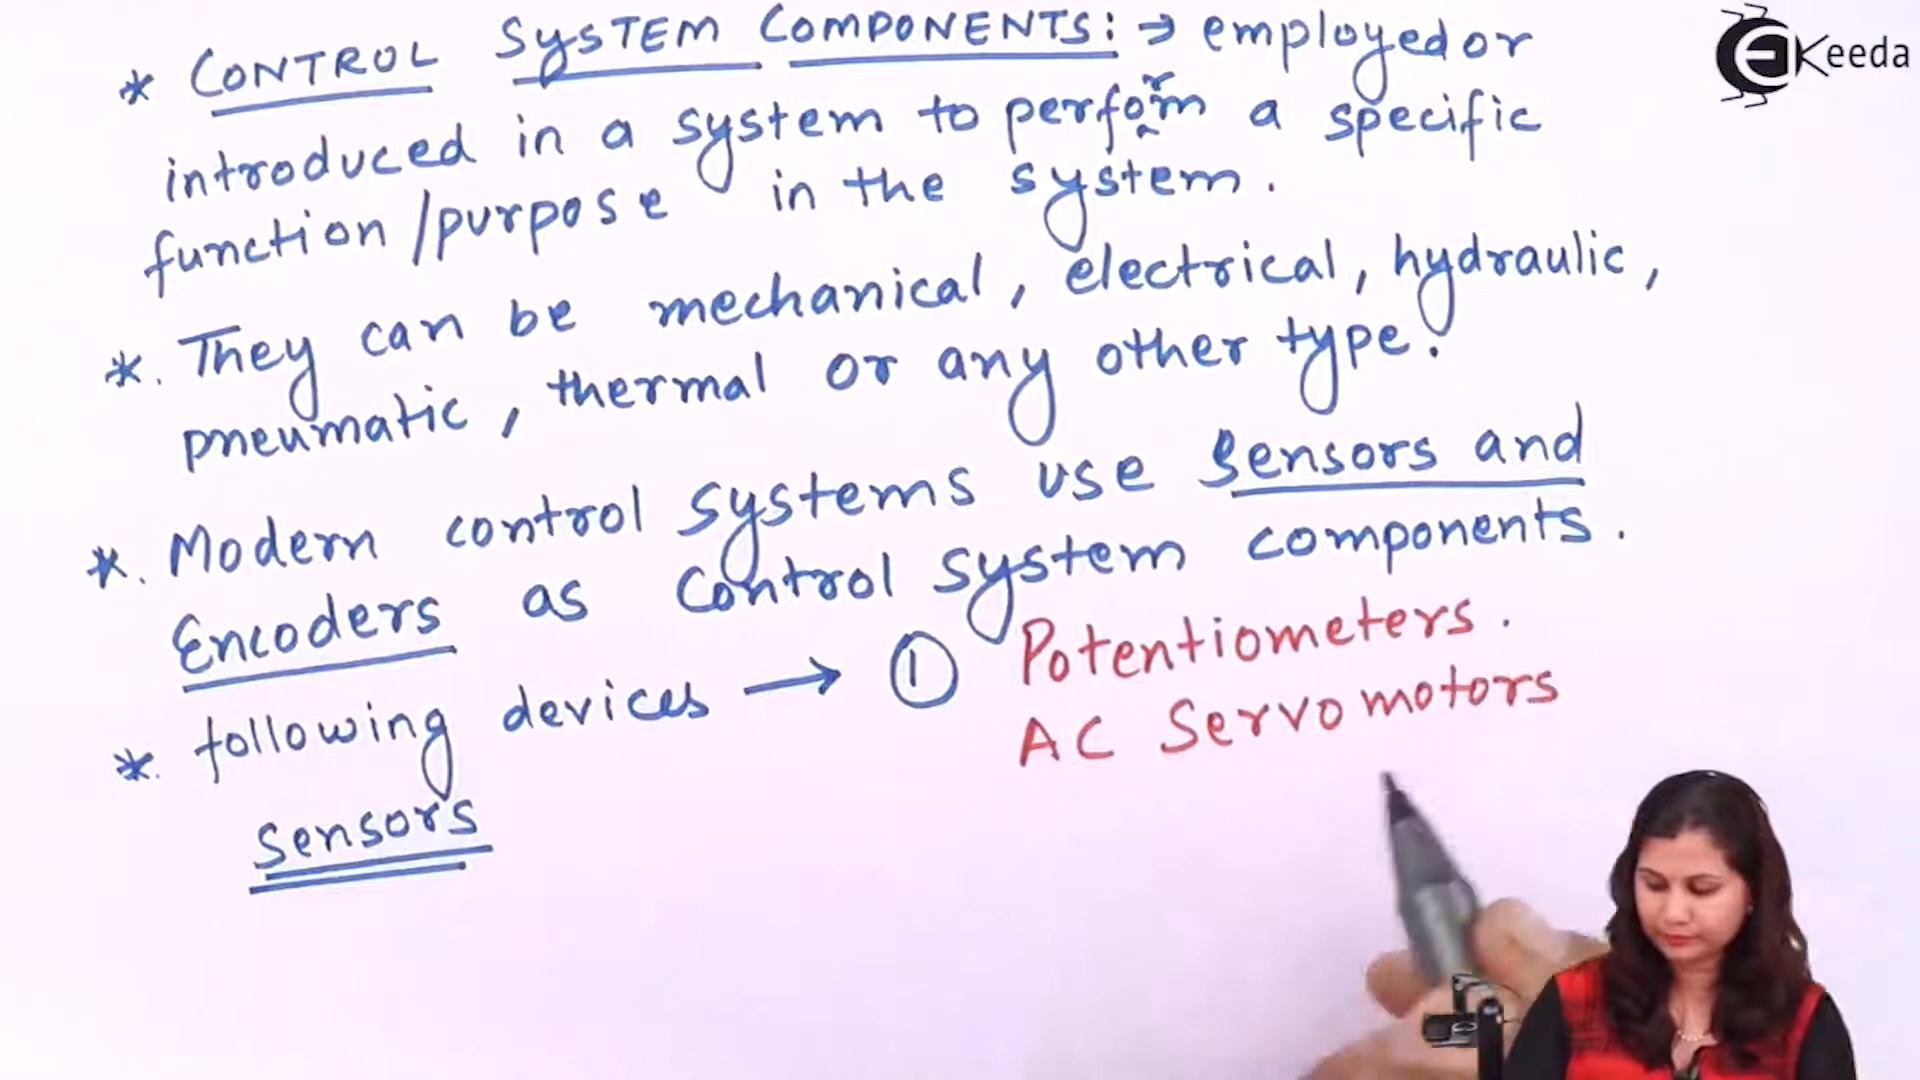 * CONTROL SYSTEM COMPONENTS: → employed or
introduced in a system to perform a specific
function/purpose in the system.
*. They can be mechanical, electrical, hydraulic,
pneumatic, thermal or any other type.
*. Modern control systems use Sensors and
Encoders as Control system components.
*. following devices → ① Potentiometers.
AC Servomotors
Sensors
EKeeda